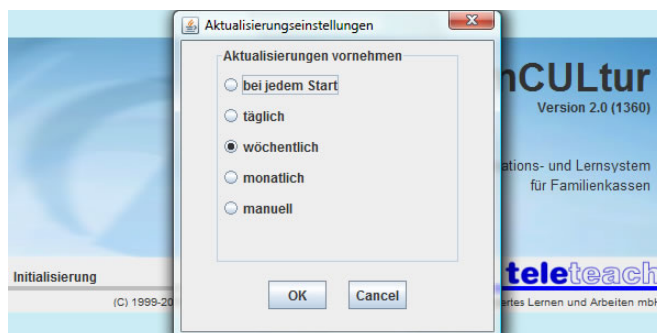 Aktualisierungseinstellungen
Aktualisierungen vornehmen
bei jedem Start
täglich
wöchentlich
monatlich
manuell
OK Cancel
nCULtur
Version 2.0 (1360)
ations- und Lernsystem
für Familienkassen
Initialisierung
teleteach
(C) 1999-20
ertes Lernen und Arbeiten mbH